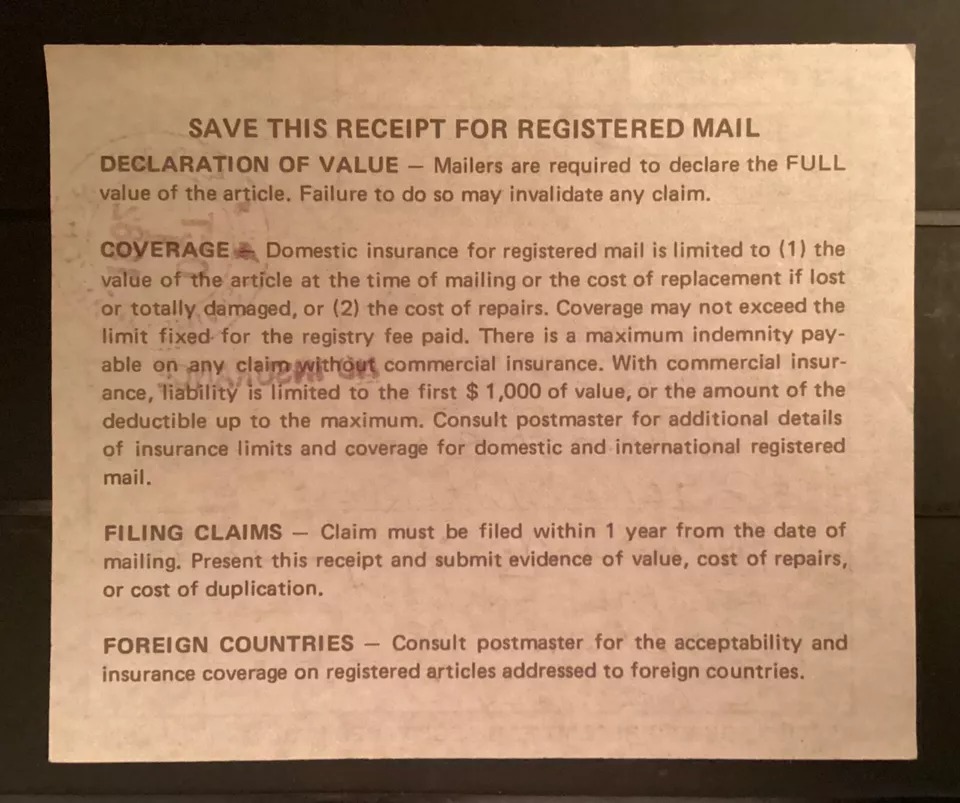 SAVE THIS RECEIPT FOR REGISTERED MAIL
DECLARATION OF VALUE — Mailers are required to declare the FULL
value of the article. Failure to do so may invalidate any claim.
COVERAGE — Domestic insurance for registered mail is limited to (1) the
value of the article at the time of mailing or the cost of replacement if lost
or totally damaged, or (2) the cost of repairs. Coverage may not exceed the
limit fixed for the registry fee paid. There is a maximum indemnity pay-
able on any claim without commercial insurance. With commercial insur-
ance, liability is limited to the first $ 1,000 of value, or the amount of the
deductible up to the maximum. Consult postmaster for additional details
of insurance limits and coverage for domestic and international registered
mail.
FILING CLAIMS — Claim must be filed within 1 year from the date of
mailing. Present this receipt and submit evidence of value, cost of repairs,
or cost of duplication.
FOREIGN COUNTRIES — Consult postmaster for the acceptability and
insurance coverage on registered articles addressed to foreign countries.